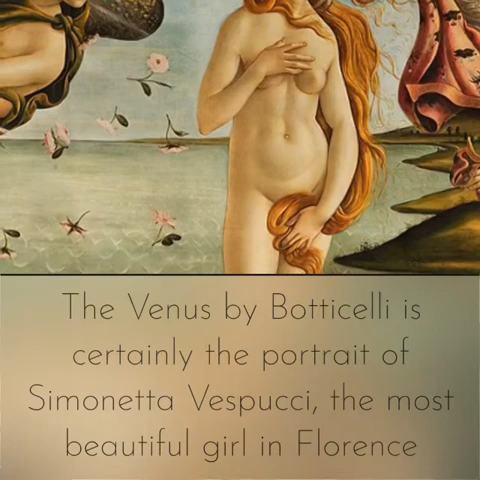 The Venus by Botticelli is
certainly the portrait of
Simonetta Vespucci, the most
beautiful girl in Florence